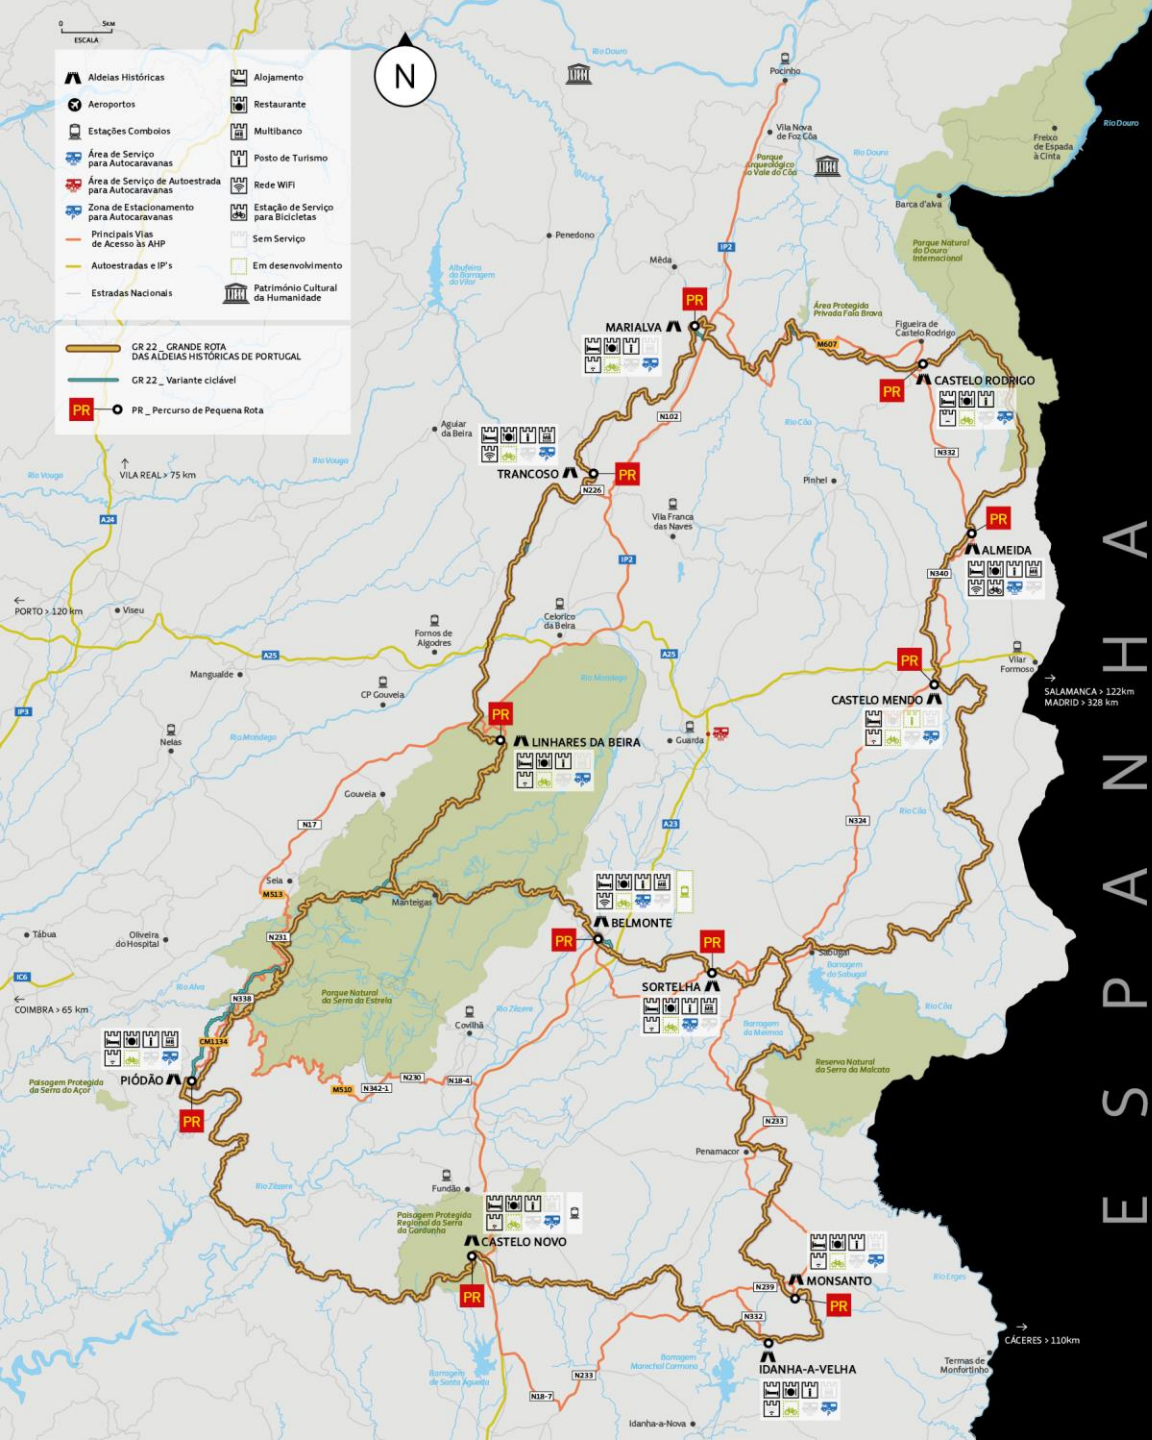 0 5KM
ESCALA
N
Aldeias Históricas
Aeroportos
Estações Comboios
Área de Serviço
para Autocaravanas
Área de Serviço de Autoestrada
para Autocaravanas
Zona de Estacionamento
para Autocaravanas
Principais Vias
de Acesso às AHP
Autoestradas e IP's
Estradas Nacionais
Alojamento
Restaurante
Multibanco
Posto de Turismo
Rede WiFi
Estação de Serviço
para Bicicletas
Sem Serviço
Em desenvolvimento
Património Cultural
da Humanidade
GR 22 _ GRANDE ROTA
DAS ALDEIAS HISTÓRICAS DE PORTUGAL
GR 22 _ Variante ciclável
PR
PR _ Percurso de Pequena Rota
Rio Douro
Pocinho
Vila Nova
de Foz Côa
Parque
Arqueológico
do Vale do Côa
Rio Douro
Rio Douro
Freixo
de Espada
à Cinta
Barca d'alva
Parque Natural
do Douro
Internacional
Penedono
IP2
Mêda
Albufeira
da Barragem
do Vilar
PR
MARIALVA
Área Protegida
Privada Faia Brava
Figueira de
Castelo Rodrigo
M607
CASTELO RODRIGO
PR
N102
Rio Côa
Aguiar
da Beira
N332
Rio Vouga
Rio Vouga
VILA REAL > 75 km
TRANCOSO
PR
N226
Pinhel
A24
Vila Franca
das Naves
PR
ALMEIDA
IP2
N340
PORTO > 120 km
Viseu
Celorico
da Beira
Fornos de
Algodres
A25
A25
PR
Vilar
Formoso
Mangualde
CP Gouveia
Rio Mondego
SALAMANCA > 122km
MADRID > 328 km
CASTELO MENDO
IP3
PR
Nelas
Rio Mondego
LINHARES DA BEIRA
Guarda
Gouveia
N17
A23
N324
Rio Côa
Seia
M513
Manteigas
BELMONTE
PR
PR
Tábua
Oliveira
do Hospital
N231
Sabugal
IC6
Rio Alva
SORTELHA
Barragem
do Sabugal
Parque Natural
da Serra da Estrela
N338
COIMBRA > 65 km
Rio Zêzere
Rio Côa
Covilhã
Barragem
da Meimoa
CM1134
Reserva Natural
da Serra da Malcata
PIÓDÃO
Paisagem Protegida
da Serra do Açor
M510
N342-1
N230
N18-4
PR
N233
Penamacor
Rio Zêzere
Fundão
Paisagem Protegida
Regional da Serra
da Gardunha
CASTELO NOVO
PR
MONSANTO
N239
PR
Rio Erges
N332
CÁCERES > 110km
IDANHA-A-VELHA
Termas de
Monfortinho
Barragem
Marechal Carmona
Barragem
de Santa Águeda
N233
N18-7
Idanha-a-Nova
ESPANHA